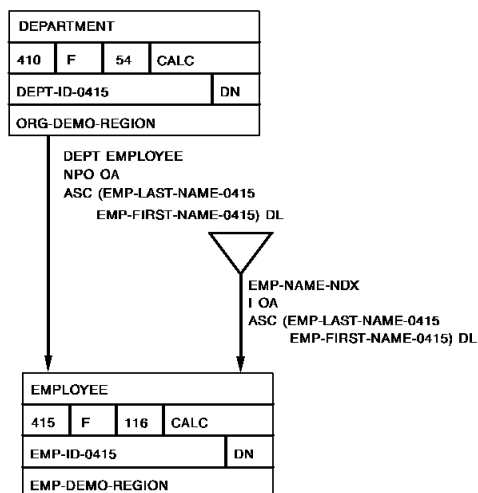 DEPARTMENT
410 F 54 CALC
DEPT-ID-0415 DN
ORG-DEMO-REGION
DEPT EMPLOYEE
NPO OA
ASC (EMP-LAST-NAME-0415
EMP-FIRST-NAME-0415) DL
EMP-NAME-NDX
I OA
ASC (EMP-LAST-NAME-0415
EMP-FIRST-NAME-0415) DL
EMPLOYEE
415 F 116 CALC
EMP-ID-0415 DN
EMP-DEMO-REGION